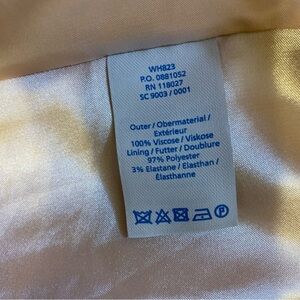 WH823
P.O. 0881052
RN 118027
SC 9003 / 0001
Outer / Obermaterial /
Extérieur
100% Viscose / Viskose
Lining / Futter / Doublure
97% Polyester
3% Elastane / Elasthan /
Élasthanne
P